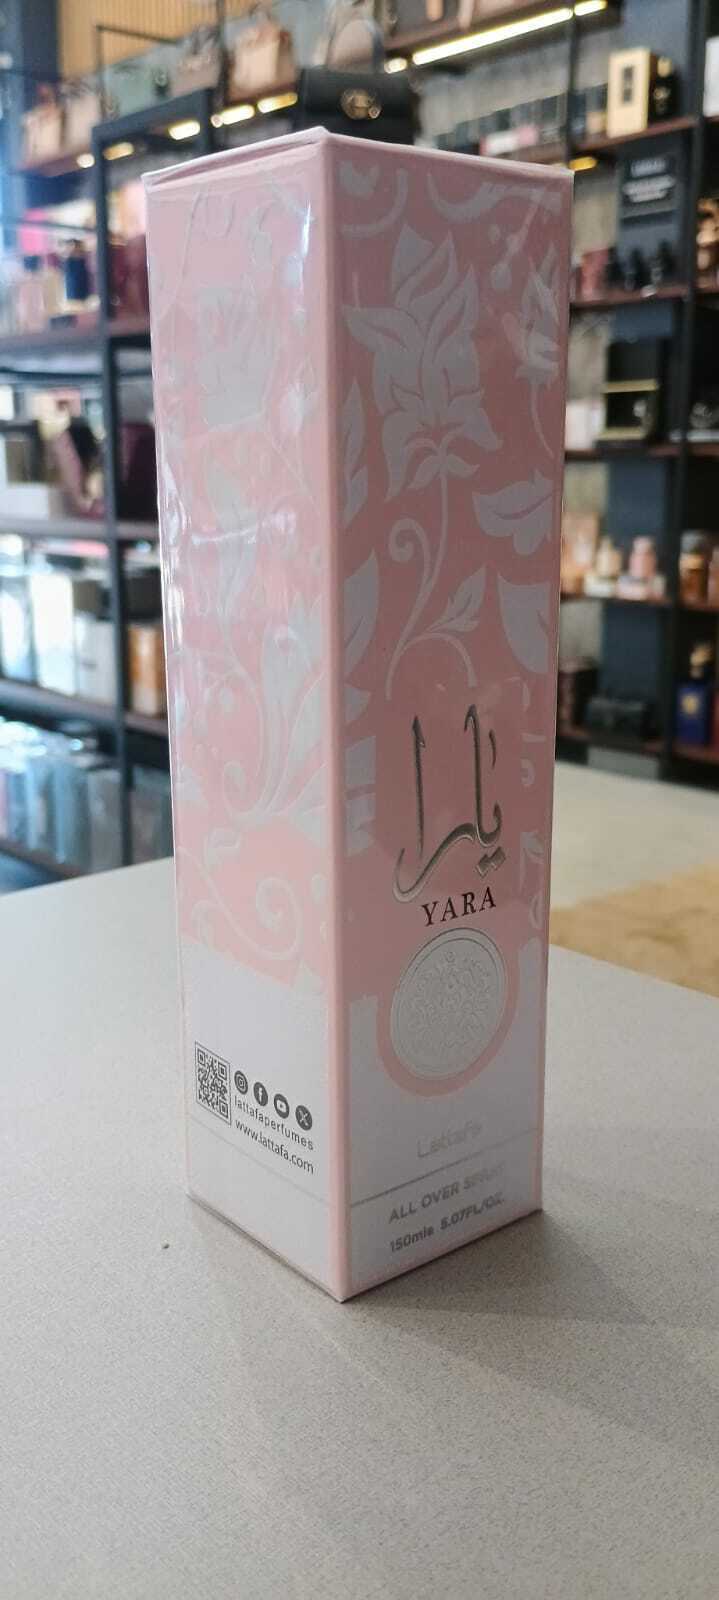 يارا
YARA
Lattafa
ALL OVER SPRAY
150mle 5.07FL/OZ.
lattafaperfumes
www.lattafa.com